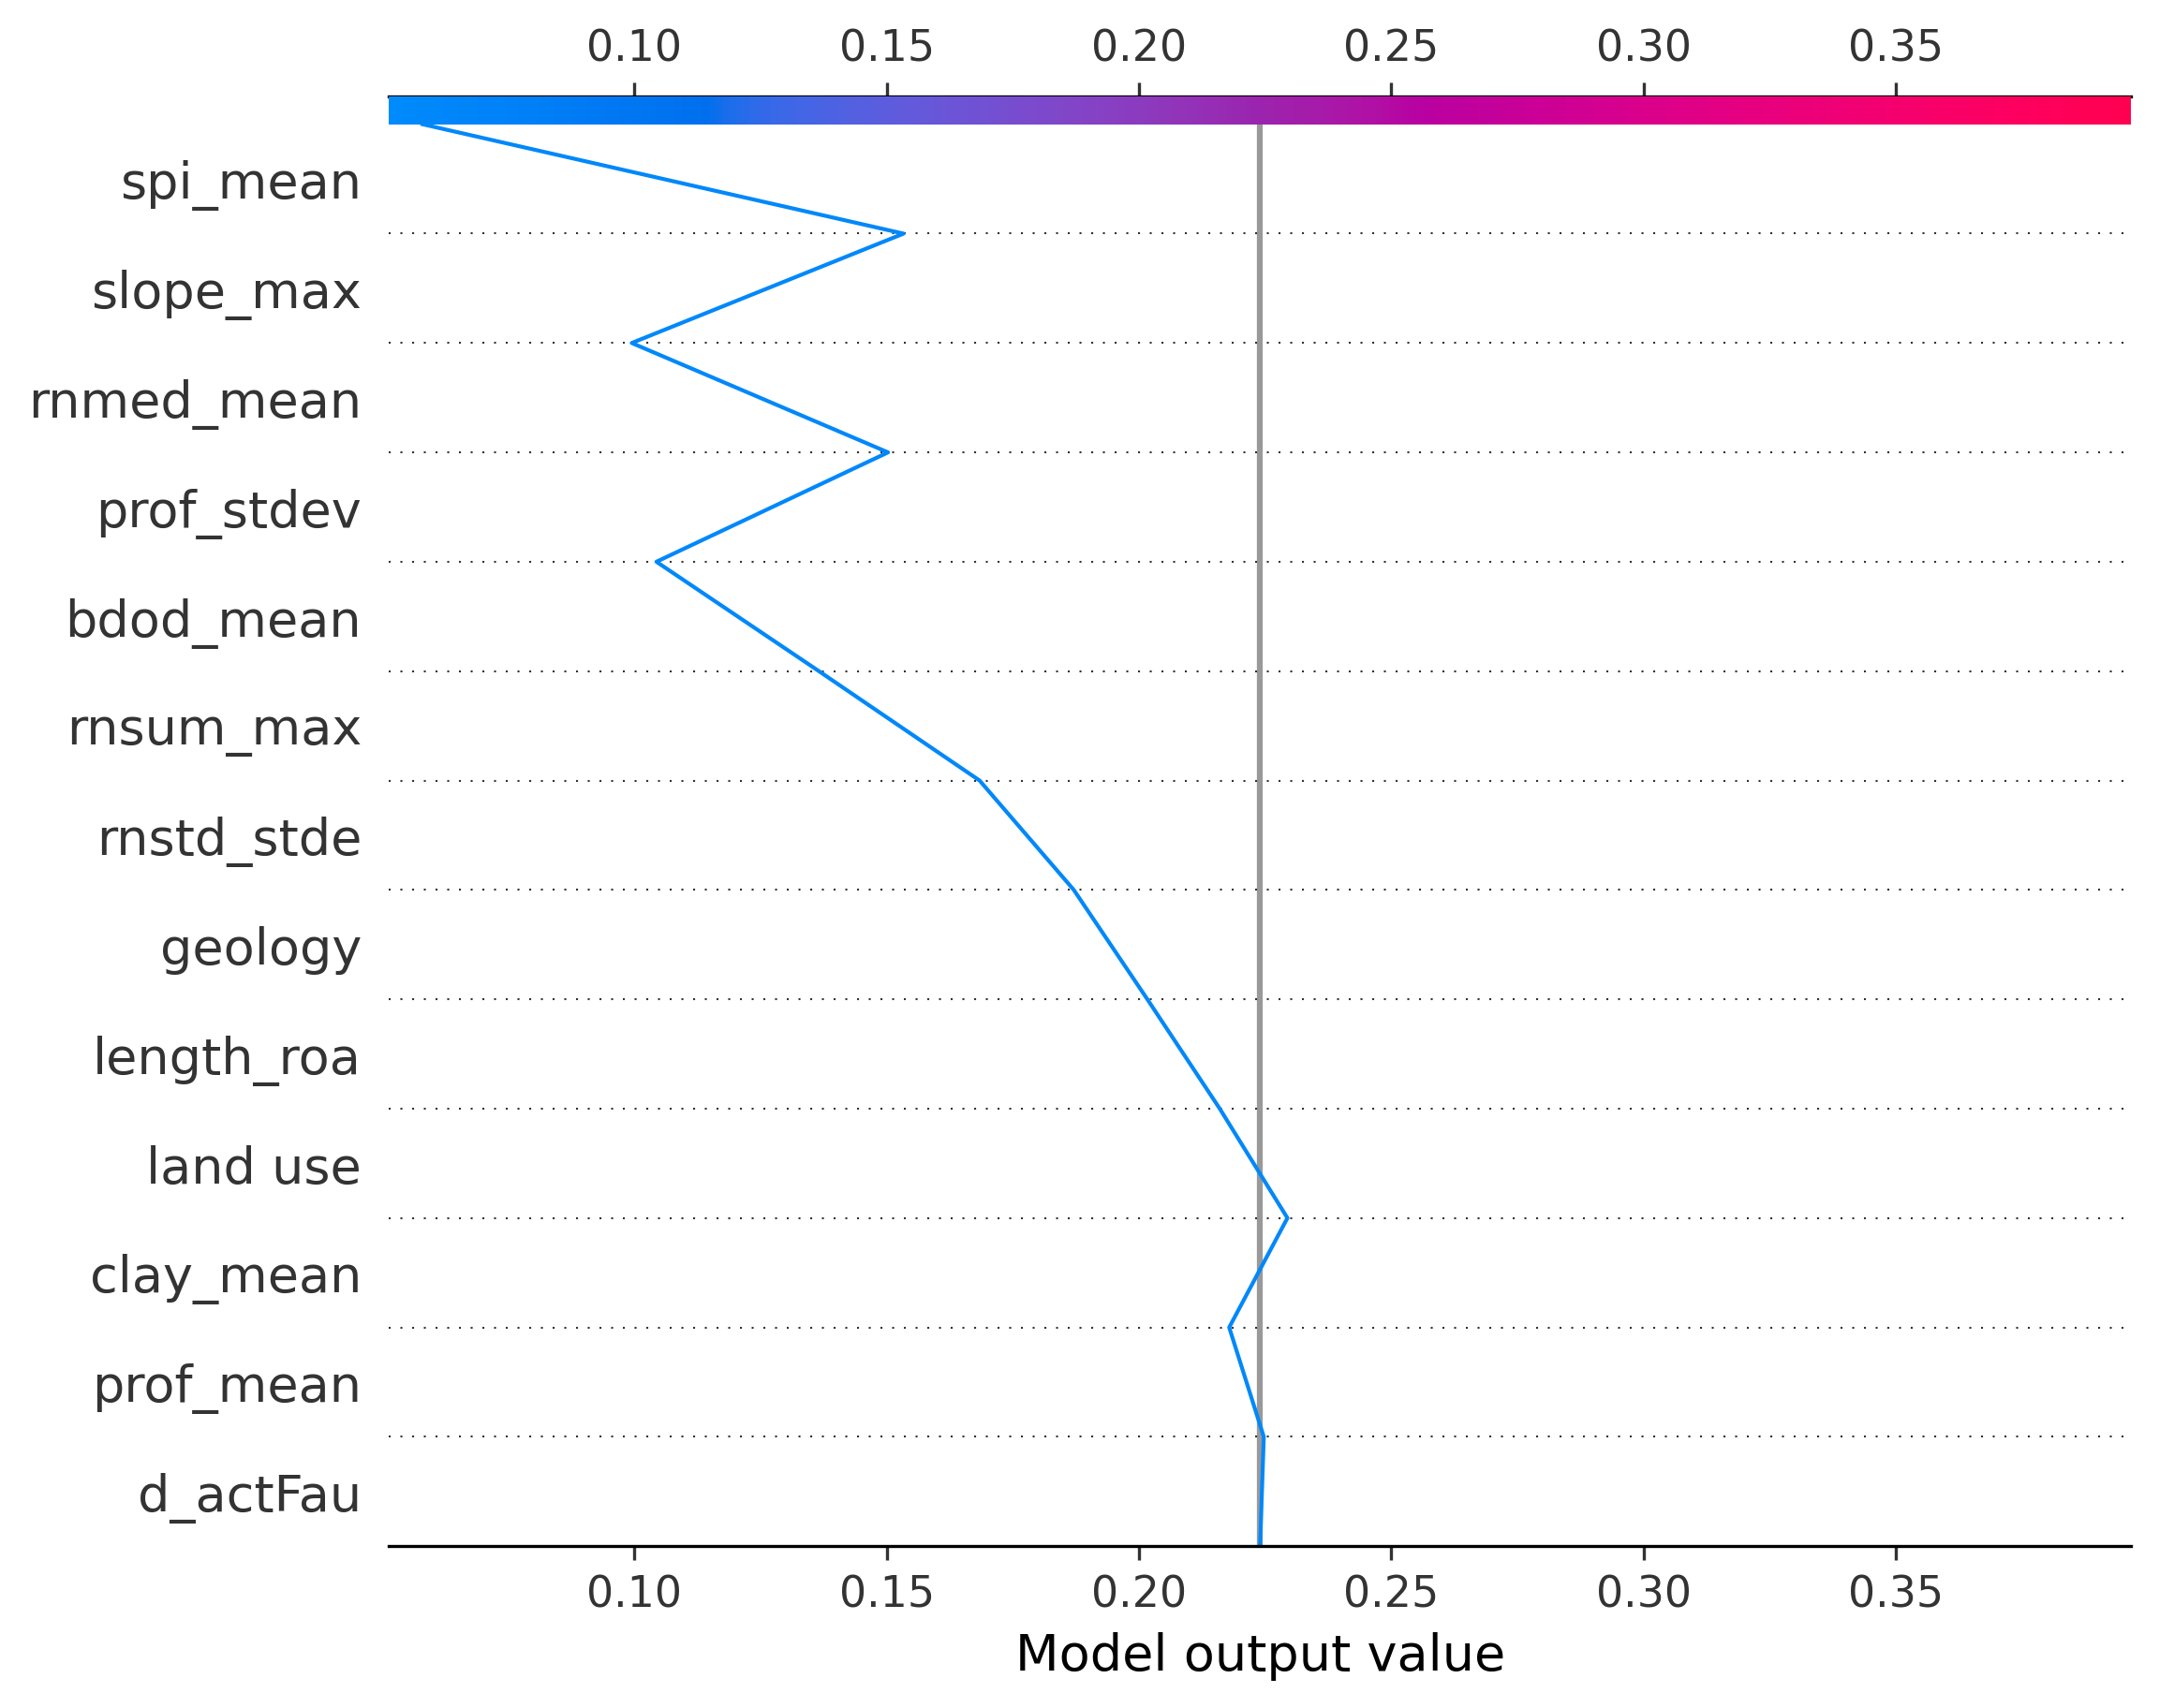 0.10 0.15 0.20 0.25 0.30 0.35
spi_mean
slope_max
rnmed_mean
prof_stdev
bdod_mean
rnsum_max
rnstd_stde
geology
length_roa
land use
clay_mean
prof_mean
d_actFau
0.10 0.15 0.20 0.25 0.30 0.35
Model output value